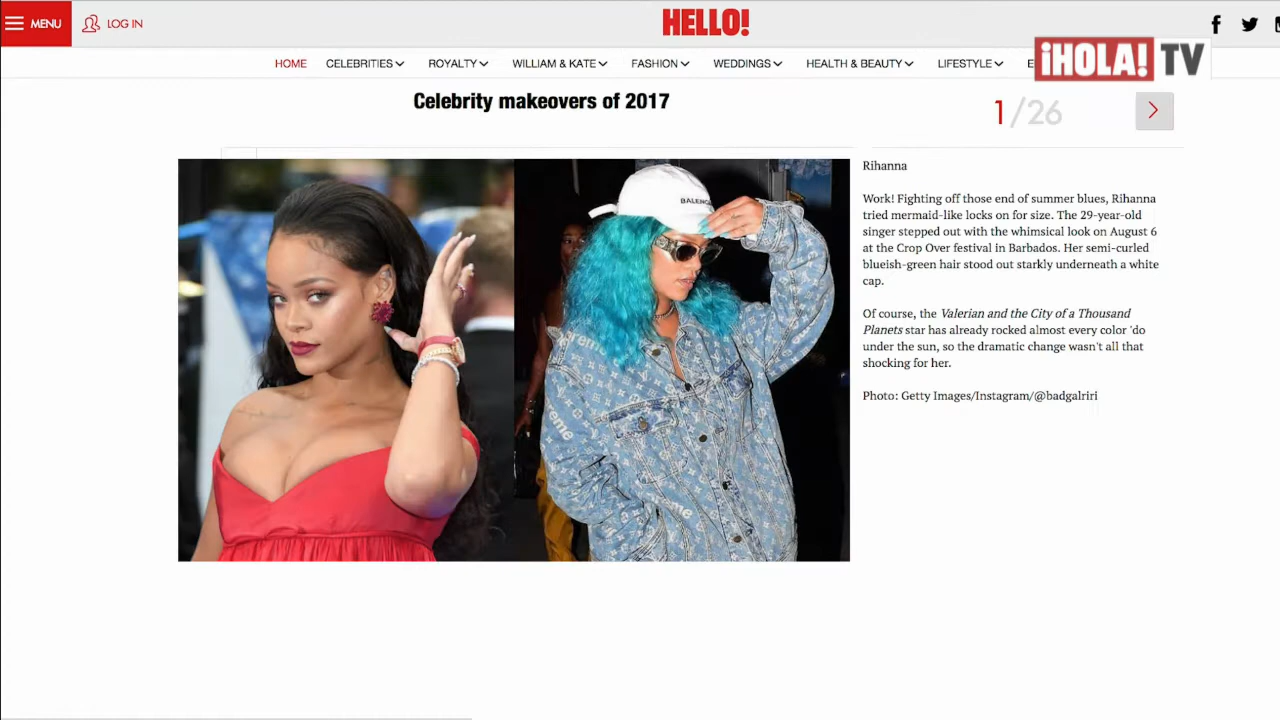 MENU
LOG IN
HELLO!
¡HOLA! TV
HOME
CELEBRITIES
ROYALTY
WILLIAM & KATE
FASHION
WEDDINGS
HEALTH & BEAUTY
LIFESTYLE
E
Celebrity makeovers of 2017
1/26
BALENC
Supreme
preme
preme
Rihanna
Work! Fighting off those end of summer blues, Rihanna
tried mermaid-like locks on for size. The 29-year-old
singer stepped out with the whimsical look on August 6
at the Crop Over festival in Barbados. Her semi-curled
blueish-green hair stood out starkly underneath a white
cap.
Of course, the Valerian and the City of a Thousand
Planets star has already rocked almost every color 'do
under the sun, so the dramatic change wasn't all that
shocking for her.
Photo: Getty Images/Instagram/@badgalriri